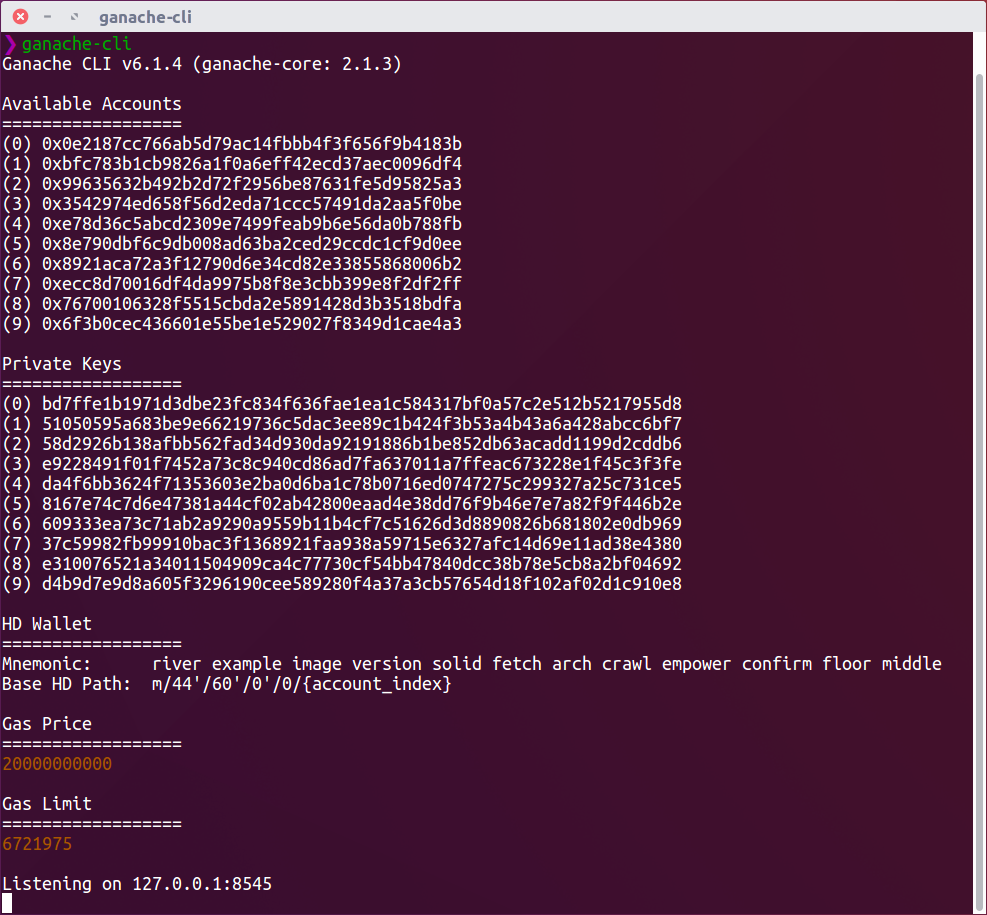 ganache-cli
❯ ganache-cli
Ganache CLI v6.1.4 (ganache-core: 2.1.3)
Available Accounts
==================
(0) 0x0e2187cc766ab5d79ac14fbbb4f3f656f9b4183b
(1) 0xbfc783b1cb9826a1f0a6eff42ecd37aec0096df4
(2) 0x99635632b492b2d72f2956be87631fe5d95825a3
(3) 0x3542974ed658f56d2eda71ccc57491da2aa5f0be
(4) 0xe78d36c5abcd2309e7499feab9b6e56da0b788fb
(5) 0x8e790dbf6c9db008ad63ba2ced29ccdc1cf9d0ee
(6) 0x8921aca72a3f12790d6e34cd82e33855868006b2
(7) 0xecc8d70016df4da9975b8f8e3cbb399e8f2df2ff
(8) 0x76700106328f5515cbda2e5891428d3b3518bdfa
(9) 0x6f3b0cec436601e55be1e529027f8349d1cae4a3
Private Keys
==================
(0) bd7ffe1b1971d3dbe23fc834f636fae1ea1c584317bf0a57c2e512b5217955d8
(1) 51050595a683be9e66219736c5dac3ee89c1b424f3b53a4b43a6a428abcc6bf7
(2) 58d2926b138afbb562fad34d930da92191886b1be852db63acadd1199d2cddb6
(3) e9228491f01f7452a73c8c940cd86ad7fa637011a7ffeac673228e1f45c3f3fe
(4) da4f6bb3624f71353603e2ba0d6ba1c78b0716ed0747275c299327a25c731ce5
(5) 8167e74c7d6e47381a44cf02ab42800eaad4e38dd76f9b46e7e7a82f9f446b2e
(6) 609333ea73c71ab2a9290a9559b11b4cf7c51626d3d8890826b681802e0db969
(7) 37c59982fb99910bac3f1368921faa938a59715e6327afc14d69e11ad38e4380
(8) e310076521a34011504909ca4c77730cf54bb47840dcc38b78e5cb8a2bf04692
(9) d4b9d7e9d8a605f3296190cee589280f4a37a3cb57654d18f102af02d1c910e8
HD Wallet
==================
Mnemonic:      river example image version solid fetch arch crawl empower confirm floor middle
Base HD Path:  m/44'/60'/0'/0/{account_index}
Gas Price
==================
20000000000
Gas Limit
==================
6721975
Listening on 127.0.0.1:8545